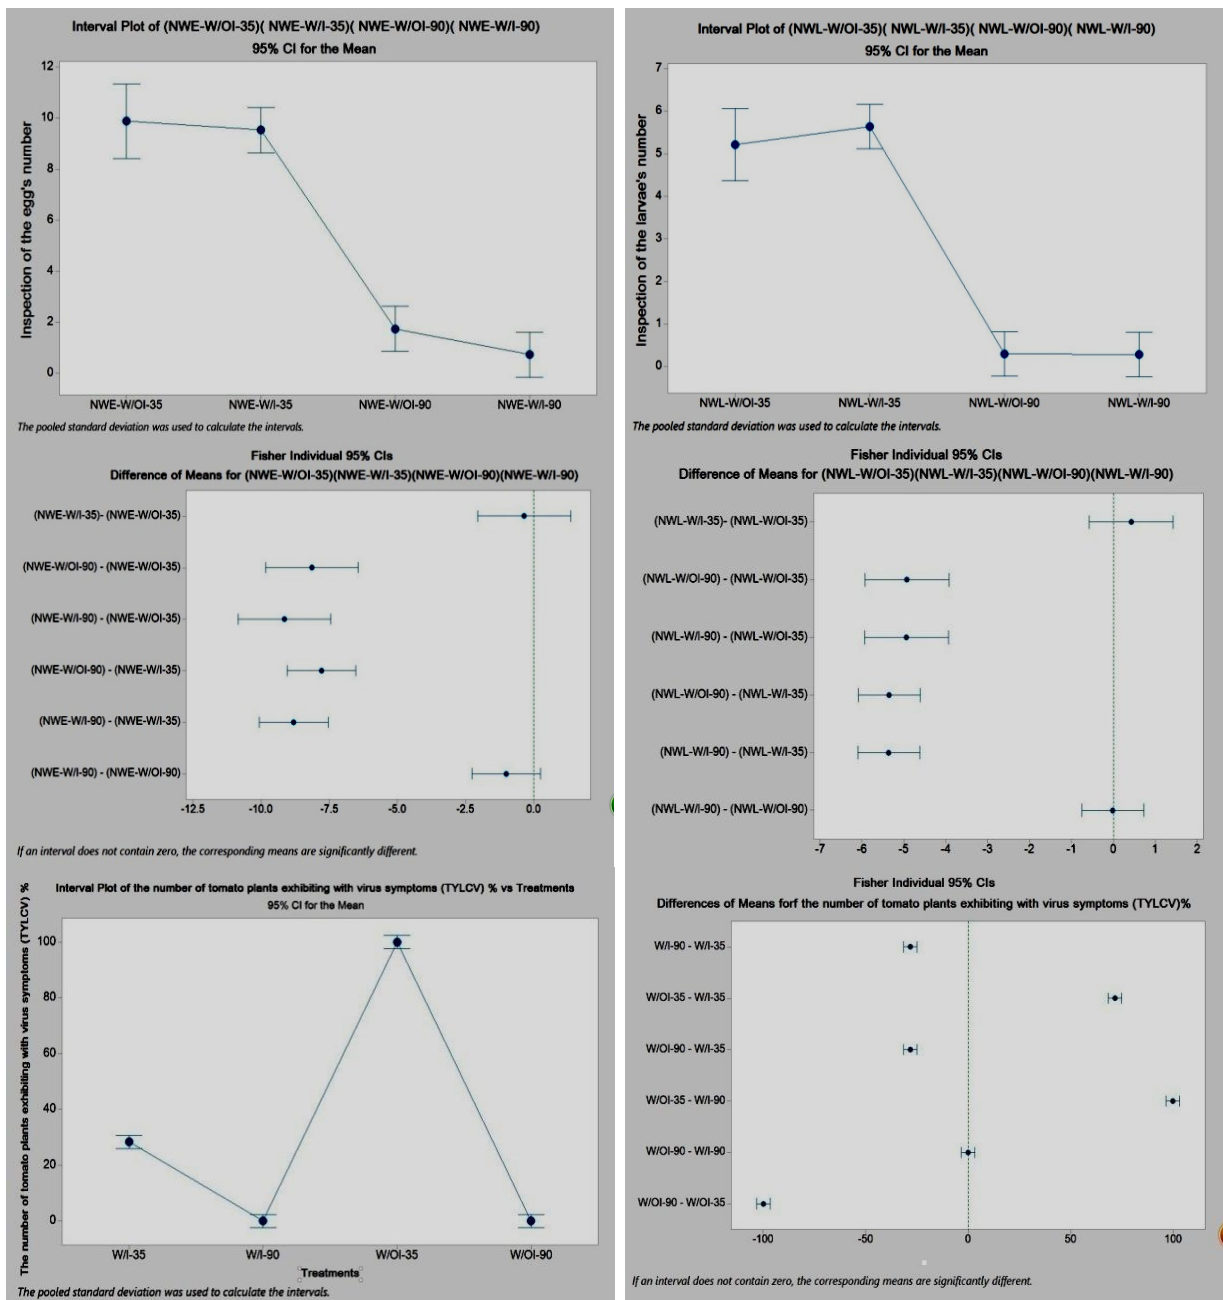 Interval Plot of (NWE-W/OI-35)( NWE-W/I-35)( NWE-W/OI-90)( NWE-W/I-90)
95% CI for the Mean
12
10
8
6
4
2
0
Inspection of the egg's number
NWE-W/OI-35 NWE-W/I-35 NWE-W/OI-90 NWE-W/I-90
The pooled standard deviation was used to calculate the intervals.
Interval Plot of (NWL-W/OI-35)( NWL-W/I-35)( NWL-W/OI-90)( NWL-W/I-90)
95% CI for the Mean
7
6
5
4
3
2
1
0
Inspection of the larvae's number
NWL-W/OI-35 NWL-W/I-35 NWL-W/OI-90 NWL-W/I-90
The pooled standard deviation was used to calculate the intervals.
Fisher Individual 95% CIs
Difference of Means for (NWE-W/OI-35)(NWE-W/I-35)(NWE-W/OI-90)(NWE-W/I-90)
(NWE-W/I-35)- (NWE-W/OI-35)
(NWE-W/OI-90) - (NWE-W/OI-35)
(NWE-W/I-90) - (NWE-W/OI-35)
(NWE-W/OI-90) - (NWE-W/I-35)
(NWE-W/I-90) - (NWE-W/I-35)
(NWE-W/I-90) - (NWE-W/OI-90)
-12.5 -10.0 -7.5 -5.0 -2.5 0.0
If an interval does not contain zero, the corresponding means are significantly different.
Fisher Individual 95% CIs
Difference of Means for (NWL-W/OI-35)(NWL-W/I-35)(NWL-W/OI-90)(NWL-W/I-90)
(NWL-W/I-35)- (NWL-W/OI-35)
(NWL-W/OI-90) - (NWL-W/OI-35)
(NWL-W/I-90) - (NWL-W/OI-35)
(NWL-W/OI-90) - (NWL-W/I-35)
(NWL-W/I-90) - (NWL-W/I-35)
(NWL-W/I-90) - (NWL-W/OI-90)
-7 -6 -5 -4 -3 -2 -1 0 1 2
Interval Plot of the number of tomato plants exhibiting with virus symptoms (TYLCV) % vs Treatments
95% CI for the Mean
100
80
60
40
20
0
The number of tomato plants exhibiting with virus symptoms (TYLCV) %
W/I-35 W/I-90 W/OI-35 W/OI-90
Treatments
The pooled standard deviation was used to calculate the intervals.
Fisher Individual 95% CIs
Differences of Means forf the number of tomato plants exhibiting with virus symptoms (TYLCV)%
W/I-90 - W/I-35
W/OI-35 - W/I-35
W/OI-90 - W/I-35
W/OI-35 - W/I-90
W/OI-90 - W/I-90
W/OI-90 - W/OI-35
-100 -50 0 50 100
If an interval does not contain zero, the corresponding means are significantly different.